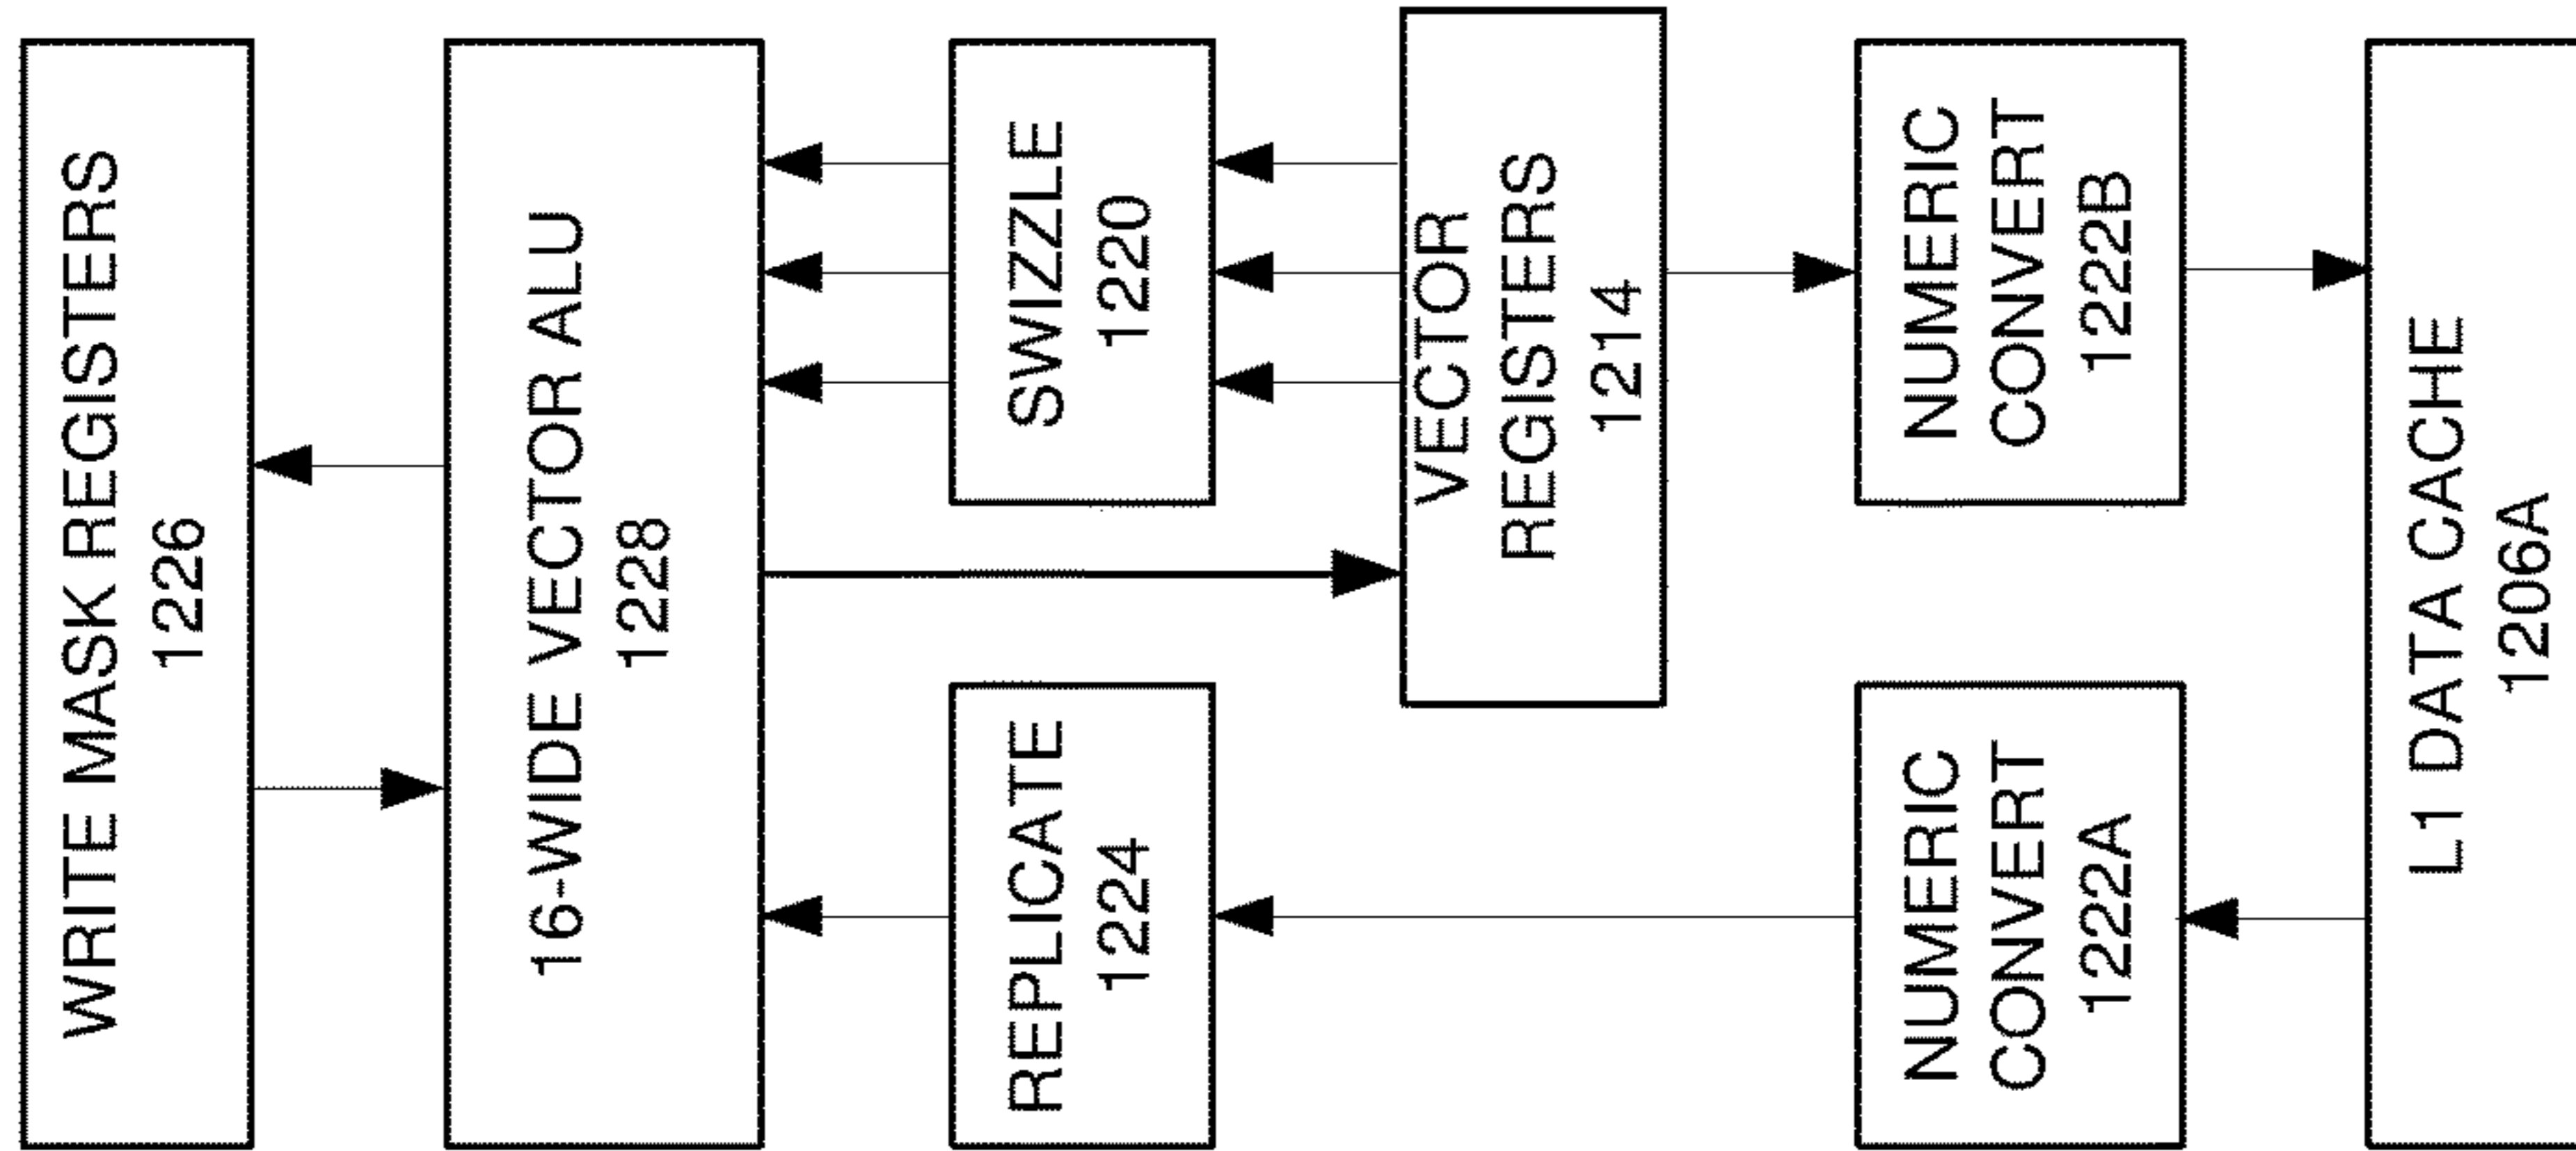 WRITE MASK REGISTERS
1226
16-WIDE VECTOR ALU
1228
REPLICATE
1224
SWIZZLE
1220
VECTOR
REGISTERS
1214
NUMERIC
CONVERT
1222A
NUMERIC
CONVERT
1222B
L1 DATA CACHE
1206A